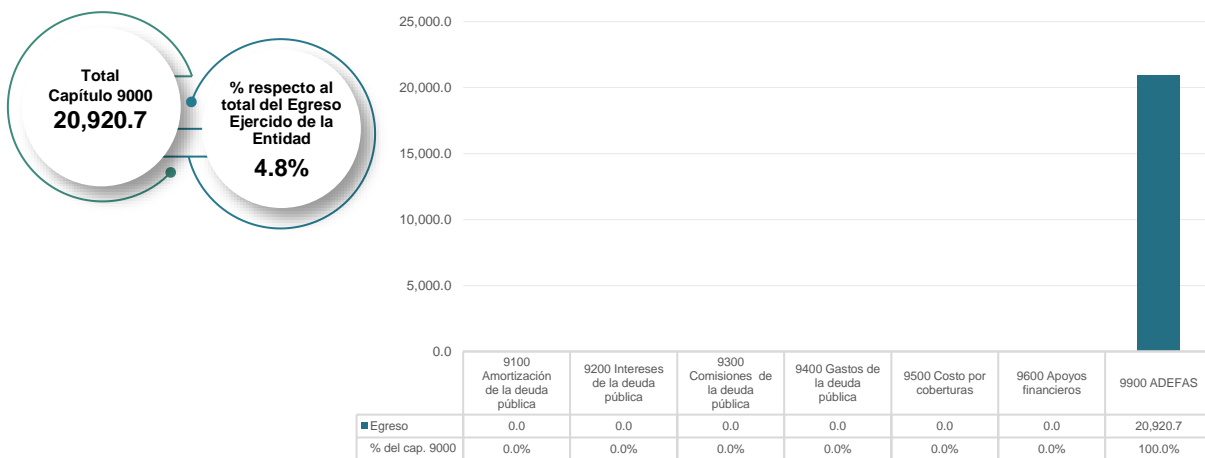 Total
Capítulo 9000
20,920.7
% respecto al
total del Egreso
Ejercido de la
Entidad
4.8%
25,000.0
20,000.0
15,000.0
10,000.0
5,000.0
0.0
9100
Amortización
de la deuda
pública
9200 Intereses
de la deuda
pública
9300
Comisiones de
la deuda
pública
9400 Gastos de
la deuda
pública
9500 Costo por
coberturas
9600 Apoyos
financieros
9900 ADEFAS
Egreso 0.0 0.0 0.0 0.0 0.0 0.0 20,920.7
% del cap. 9000 0.0% 0.0% 0.0% 0.0% 0.0% 0.0% 100.0%